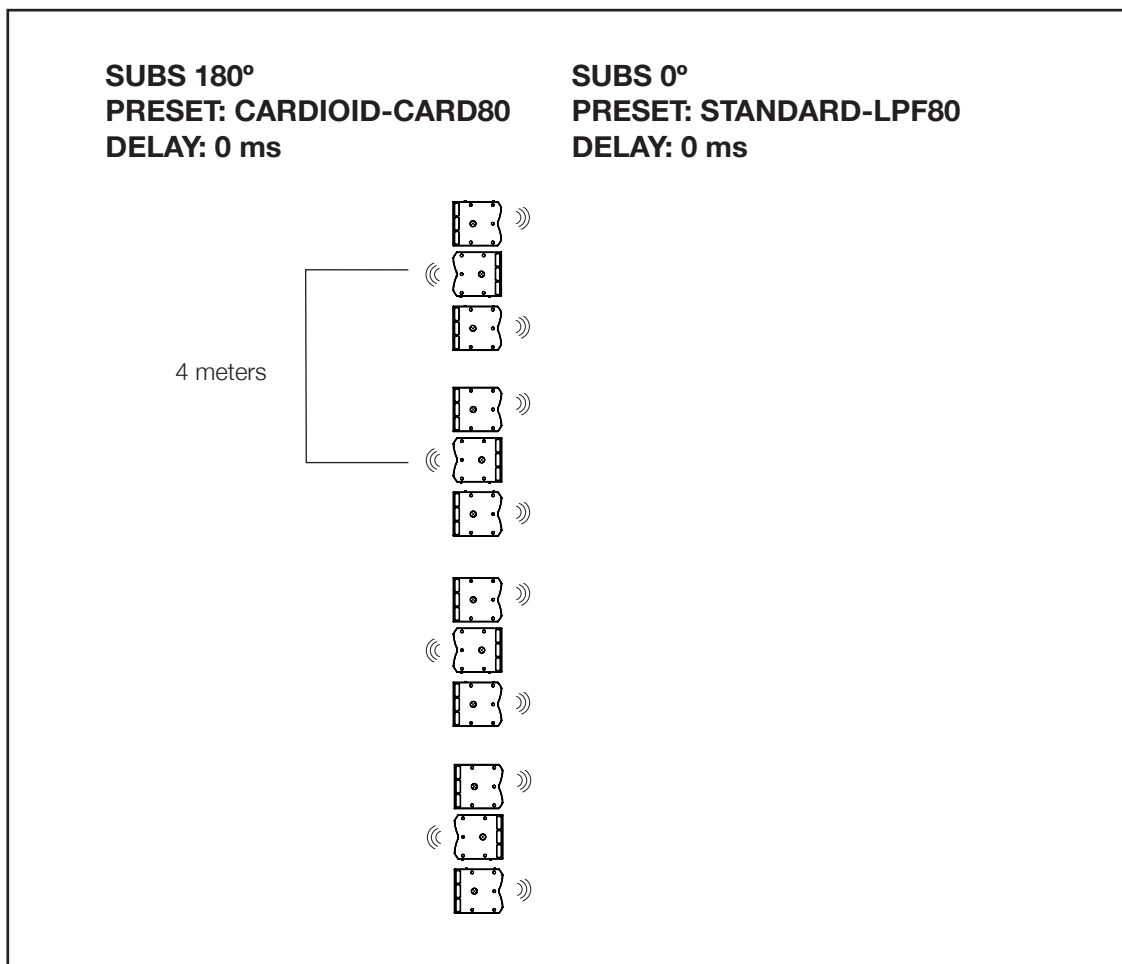 SUBS 180º
PRESET: CARDIOID-CARD80
DELAY: 0 ms
SUBS 0º
PRESET: STANDARD-LPF80
DELAY: 0 ms
4 meters